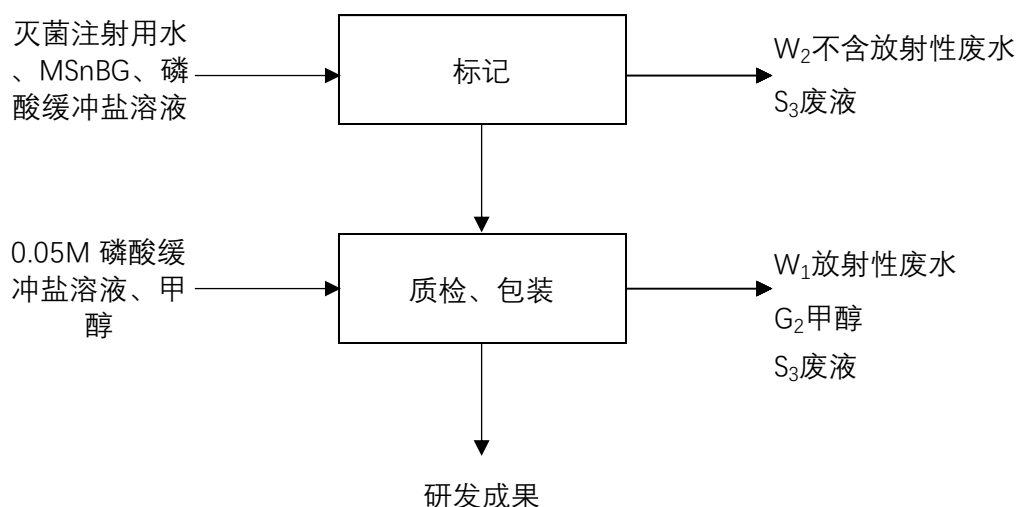 灭菌注射用水
、MSnBG、磷
酸缓冲盐溶液
标记
W₂不含放射性废水
S₃废液
0.05M 磷酸缓
冲盐溶液、甲
醇
质检、包装
W₁放射性废水
G₂甲醇
S₃废液
研发成果